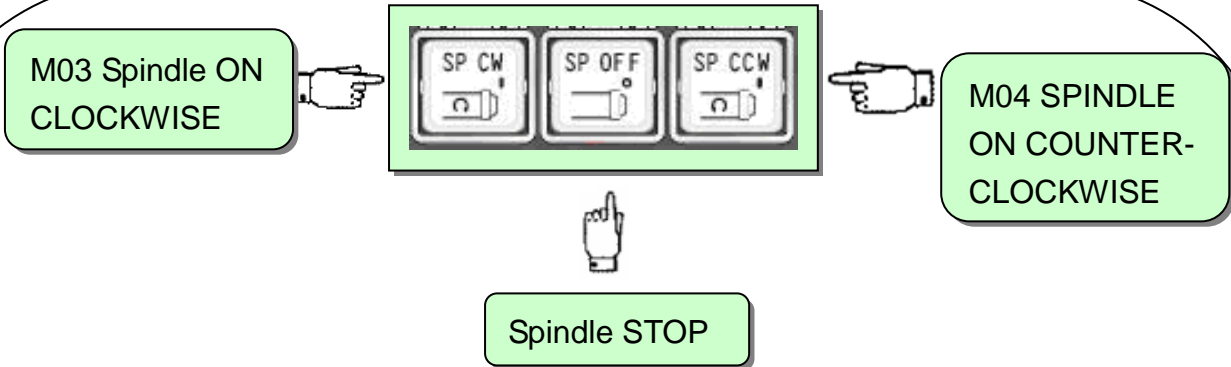 M03 Spindle ON
CLOCKWISE
SP CW
SP OFF
SP CCW
M04 SPINDLE
ON COUNTER-
CLOCKWISE
Spindle STOP